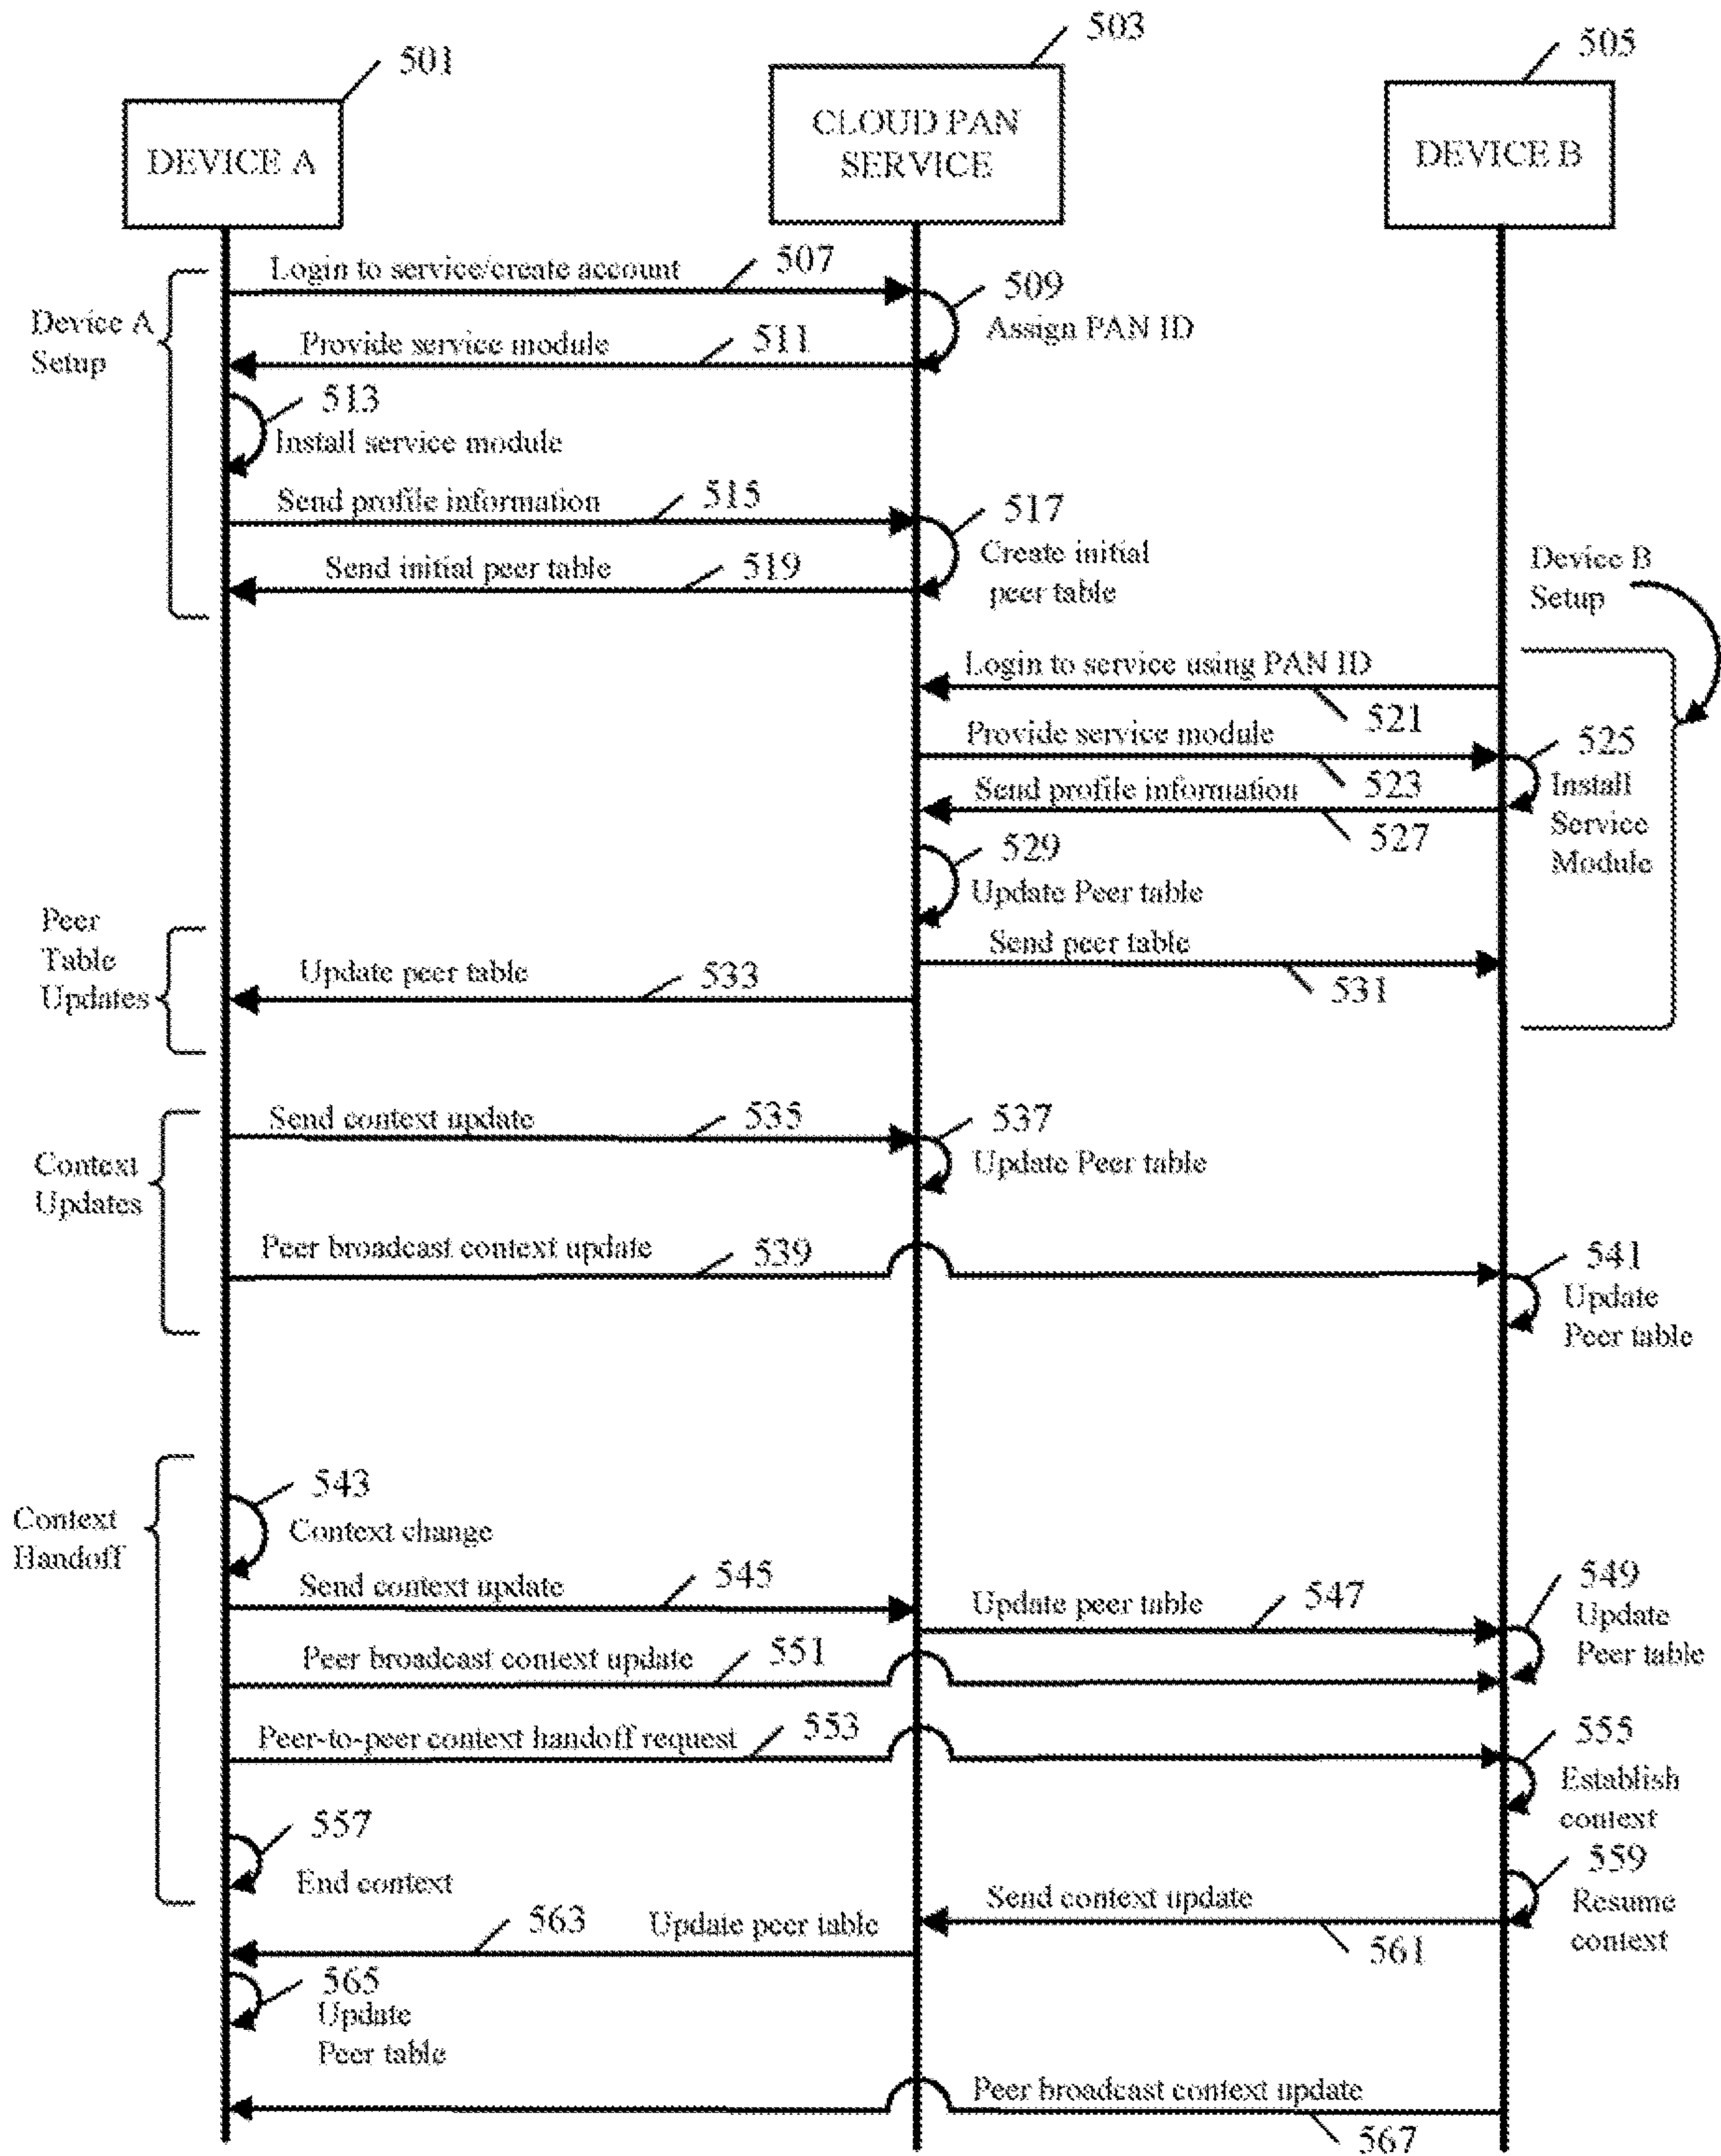 501
503
505
DEVICE A
CLOUD PAN
SERVICE
DEVICE B
Login to service/create account
507
509
Assign PAN ID
Device A
Setup
Provide service module
511
513
Install service module
Send profile information
515
517
Create initial
peer table
Send initial peer table
519
Device B
Setup
Login to service using PAN ID
521
Provide service module
523
525
Install
Service
Module
Send profile information
527
529
Update Peer table
Peer
Table
Updates
Send peer table
531
Update peer table
533
Send context update
535
537
Update Peer table
Context
Updates
Peer broadcast context update
539
541
Update
Peer table
543
Context change
Context
Handoff
Send context update
545
Update peer table
547
549
Update
Peer table
Peer broadcast context update
551
Peer-to-peer context handoff request
553
555
Establish
context
557
End context
559
Resume
context
Send context update
561
563
Update peer table
565
Update
Peer table
Peer broadcast context update
567